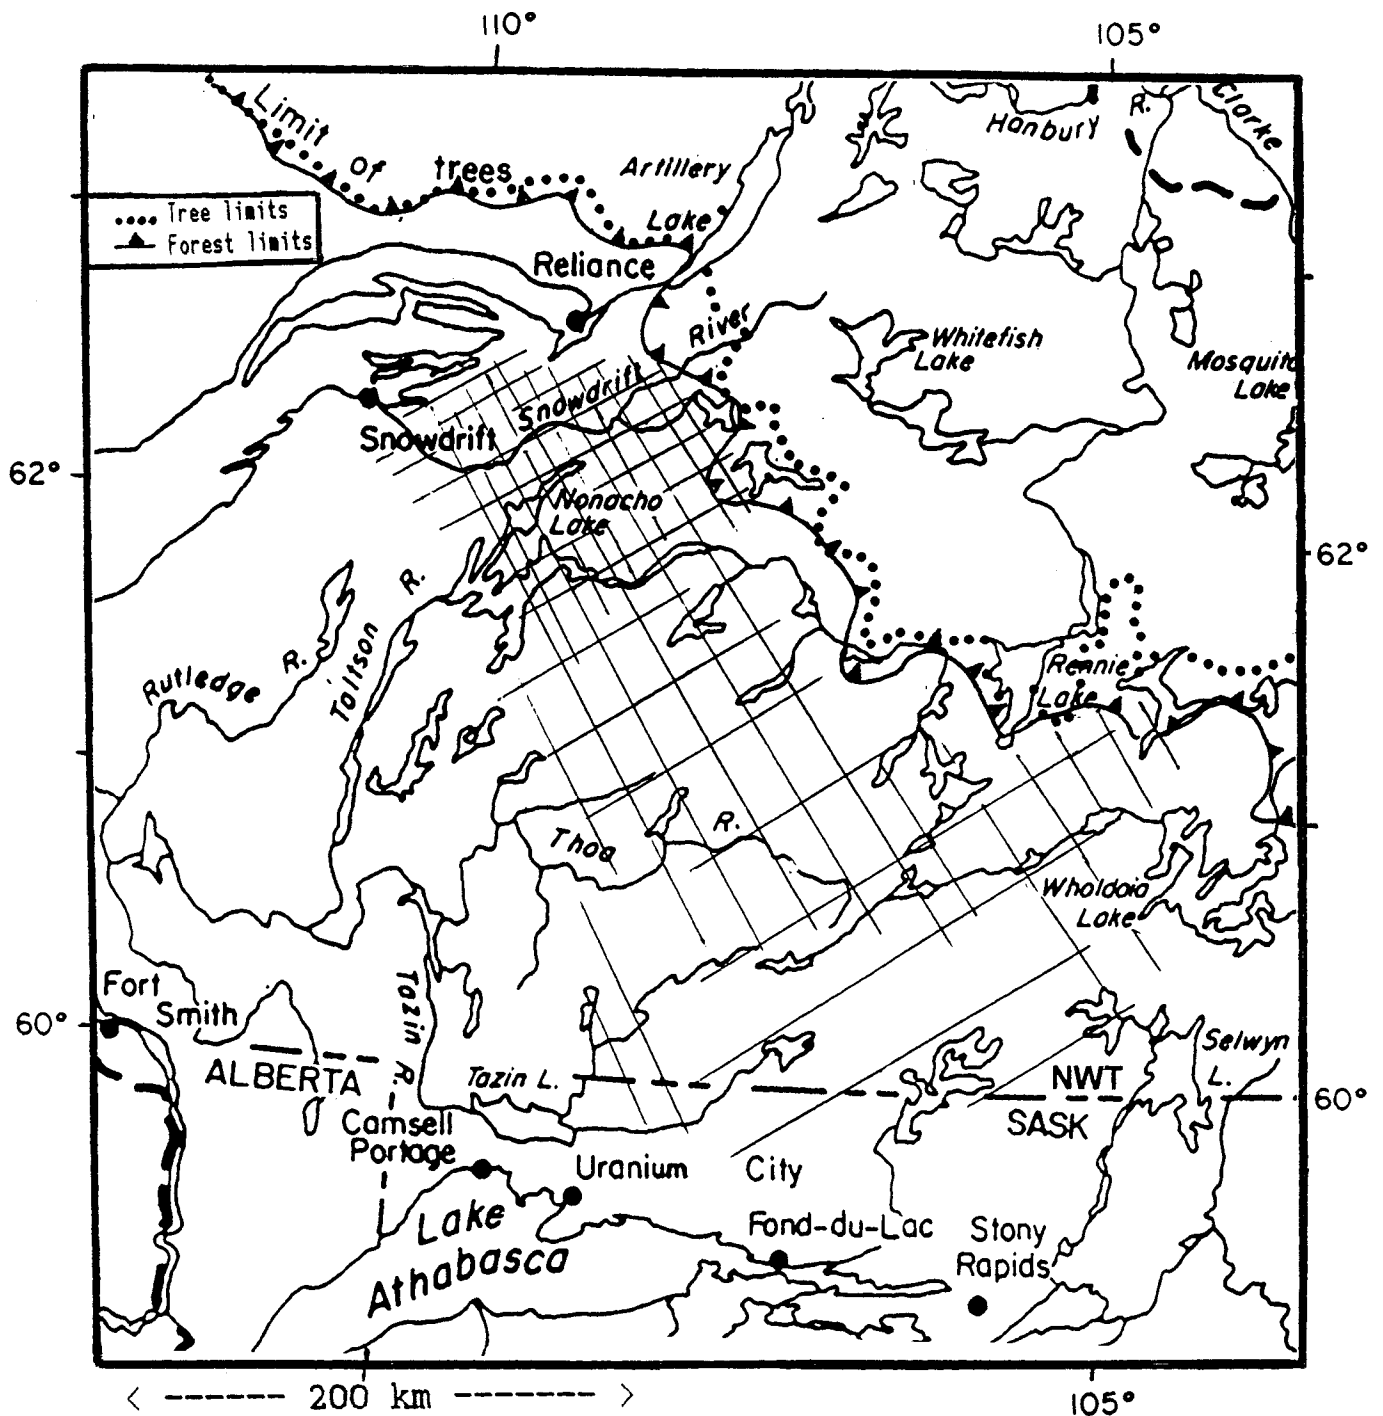 110°
105°
Limit of trees
Artillery
Lake
Hanbury
R.
Clarke
Tree limits
Forest limits
Reliance
River
Snowdrift
Whitefish
Lake
Mosquito
Lake
Snowdrift
62°
Nonacho
Lake
62°
R.
Taltson
Rutledge
R.
Rennie
Lake
Thoa
R.
Wholdaia
Lake
Fort
Smith
60°
ALBERTA
Tazin R.
Tazin L.
NWT
SASK
Selwyn
L.
60°
Camsell
Portage
Uranium City
Lake
Athabasca
Fond-du-Lac
Stony
Rapids
< ------- 200 km ------- >
105°